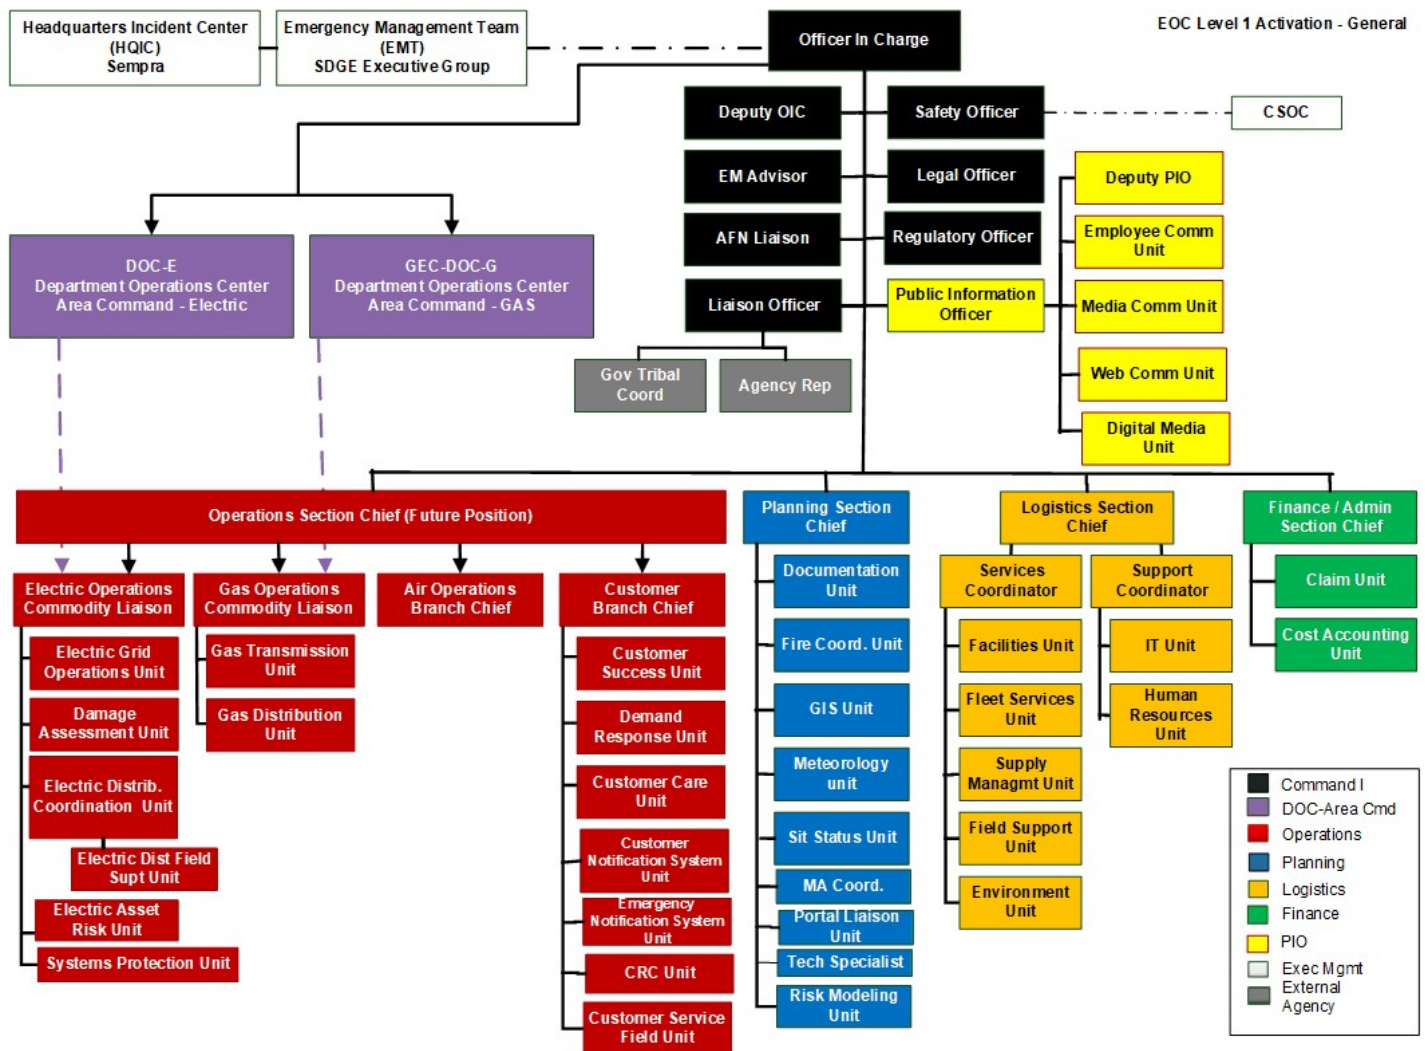 Headquarters Incident Center
(HQIC)
Sempra
Emergency Management Team
(EMT)
SDGE Executive Group
Officer In Charge
EOC Level 1 Activation - General
Deputy OIC
Safety Officer
CSOC
EM Advisor
Legal Officer
Deputy PIO
AFN Liaison
Regulatory Officer
Employee Comm
Unit
DOC-E
Department Operations Center
Area Command - Electric
GEC-DOC-G
Department Operations Center
Area Command - GAS
Liaison Officer
Public Information
Officer
Media Comm Unit
Gov Tribal
Coord
Agency Rep
Web Comm Unit
Digital Media
Unit
Operations Section Chief (Future Position)
Planning Section
Chief
Logistics Section
Chief
Finance / Admin
Section Chief
Electric Operations
Commodity Liaison
Gas Operations
Commodity Liaison
Air Operations
Branch Chief
Customer
Branch Chief
Documentation
Unit
Services
Coordinator
Support
Coordinator
Claim Unit
Electric Grid
Operations Unit
Gas Transmission
Unit
Customer
Success Unit
Fire Coord. Unit
Facilities Unit
IT Unit
Cost Accounting
Unit
Damage
Assessment Unit
Gas Distribution
Unit
Demand
Response Unit
GIS Unit
Fleet Services
Unit
Human
Resources
Unit
Electric Distrib.
Coordination Unit
Customer Care
Unit
Meteorology
unit
Supply
Managmt Unit
Electric Dist Field
Supt Unit
Customer
Notification System
Unit
Sit Status Unit
Field Support
Unit
Electric Asset
Risk Unit
Emergency
Notification System
Unit
MA Coord.
Portal Liaison
Unit
Environment
Unit
Systems Protection Unit
CRC Unit
Tech Specialist
Customer Service
Field Unit
Risk Modeling
Unit
Command I
DOC-Area Cmd
Operations
Planning
Logistics
Finance
PIO
Exec Mgmt
External
Agency